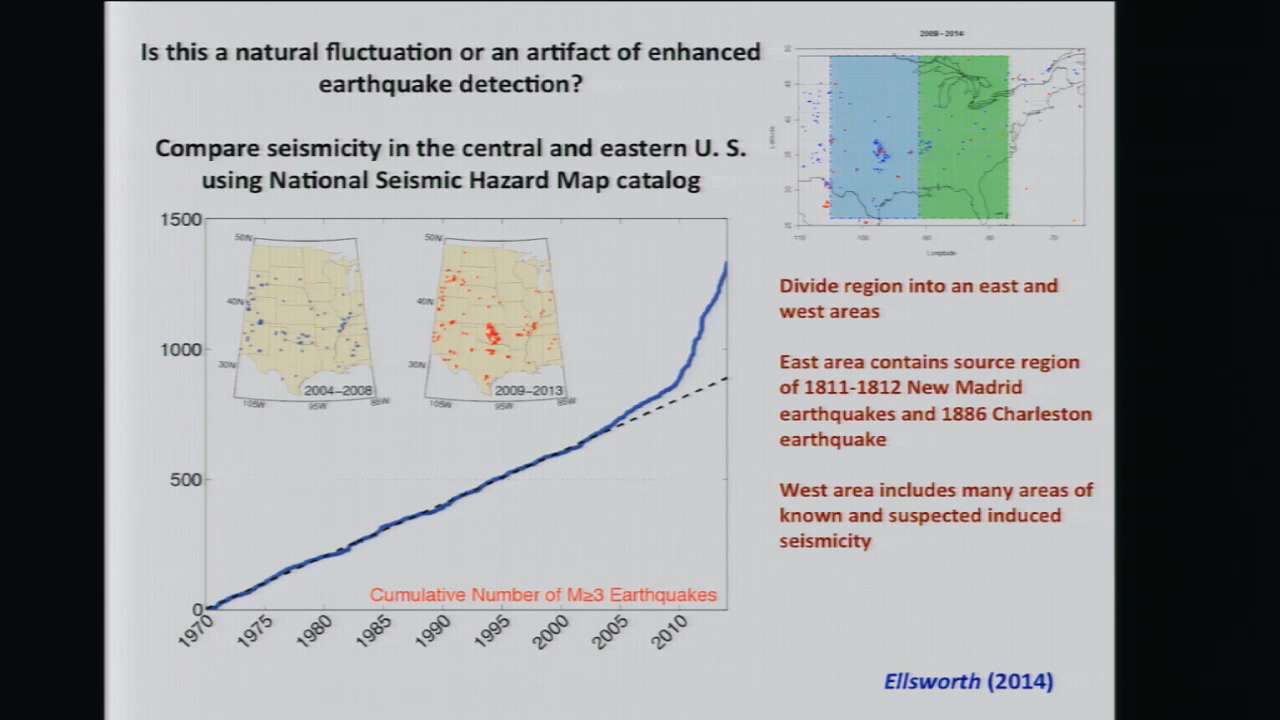 Is this a natural fluctuation or an artifact of enhanced
earthquake detection?
Compare seismicity in the central and eastern U. S.
using National Seismic Hazard Map catalog
1500
1000
500
0
1970
1975
1980
1985
1990
1995
2000
2005
2010
50N
40N
30N
105W
95W
85W
2004–2008
50N
40N
30N
105W
95W
85W
2009–2013
Cumulative Number of M≥3 Earthquakes
2009–2014
Latitude
Longitude
Divide region into an east and
west areas
East area contains source region
of 1811-1812 New Madrid
earthquakes and 1886 Charleston
earthquake
West area includes many areas of
known and suspected induced
seismicity
Ellsworth (2014)